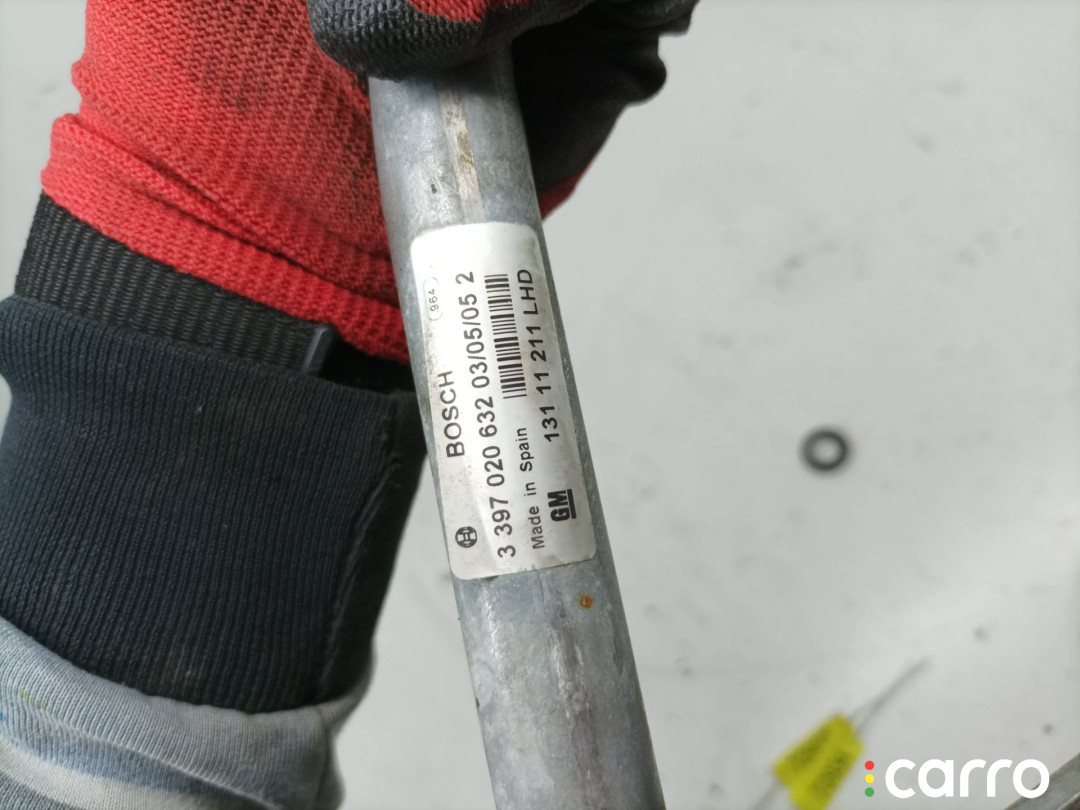 964
BOSCH
3 397 020 632 03/05/05 2
Made in Spain
GM 131 11 211 LHD
carro